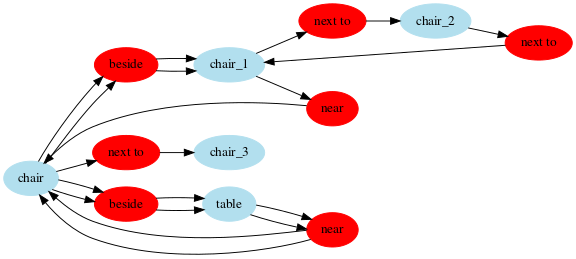 next to
chair_2
next to
beside
chair_1
near
next to
chair_3
chair
beside
table
near